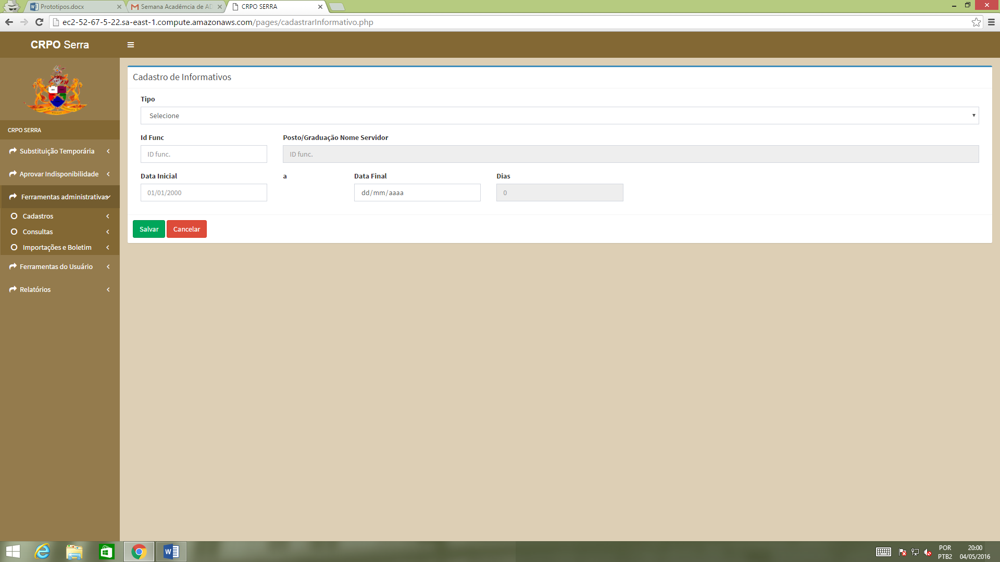 Prototipos.docx
Semana Acadêmcia de AD
CRPO SERRA
ec2-52-67-5-22.sa-east-1.compute.amazonaws.com/pages/cadastrarInformativo.php
CRPO Serra
CRPO SERRA
Substituição Temporária
Aprovar Indisponibilidade
Ferramentas administrativas
Cadastros
Consultas
Importações e Boletim
Ferramentas do Usuário
Relatórios
Cadastro de Informativos
Tipo
Selecione
Id Func
Posto/Graduação Nome Servidor
ID func.
ID func.
Data Inicial
a
Data Final
Dias
01/01/2000
dd/mm/aaaa
0
Salvar
Cancelar
POR
PTB2
20:00
04/05/2016